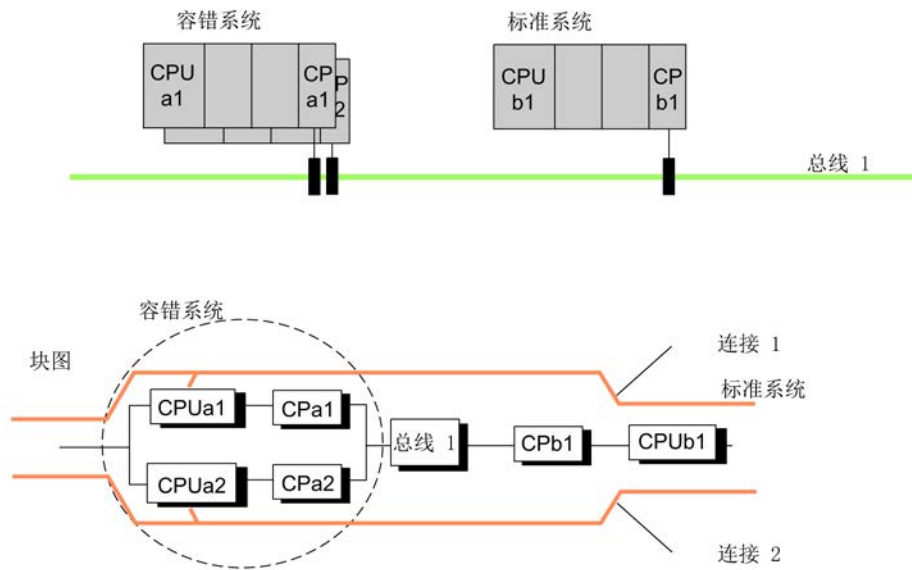 容错系统
标准系统
CPU
a1
CP
a1
P
2
CPU
b1
CP
b1
总线 1
容错系统
块图
连接 1
标准系统
CPUa1
CPa1
总线 1
CPb1
CPUb1
CPUa2
CPa2
连接 2